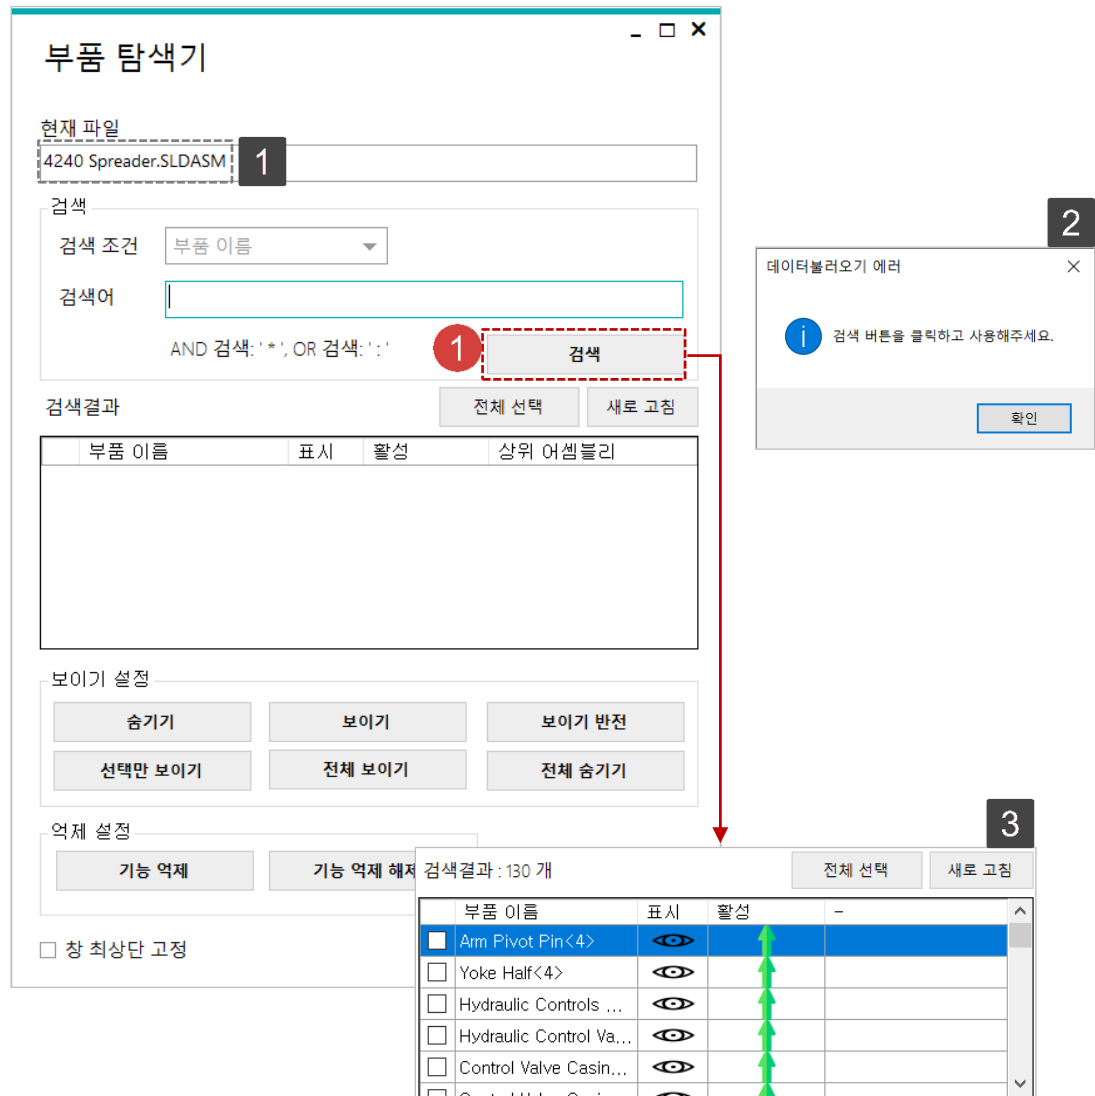 부품 탐색기
현재 파일
4240 Spreader.SLDASM
1
검색
검색 조건
부품 이름
검색어
AND 검색: ' * ', OR 검색: ' : '
1
검색
검색결과
전체 선택
새로 고침
부품 이름
표시
활성
상위 어셈블리
보이기 설정
숨기기
보이기
보이기 반전
선택만 보이기
전체 보이기
전체 숨기기
억제 설정
기능 억제
기능 억제 해제
창 최상단 고정
2
데이터불러오기 에러
검색 버튼을 클릭하고 사용해주세요.
확인
3
검색결과 : 130 개
전체 선택
새로 고침
부품 이름
표시
활성
–
Arm Pivot Pin<4>
Yoke Half<4>
Hydraulic Controls ...
Hydraulic Control Va...
Control Valve Casin...